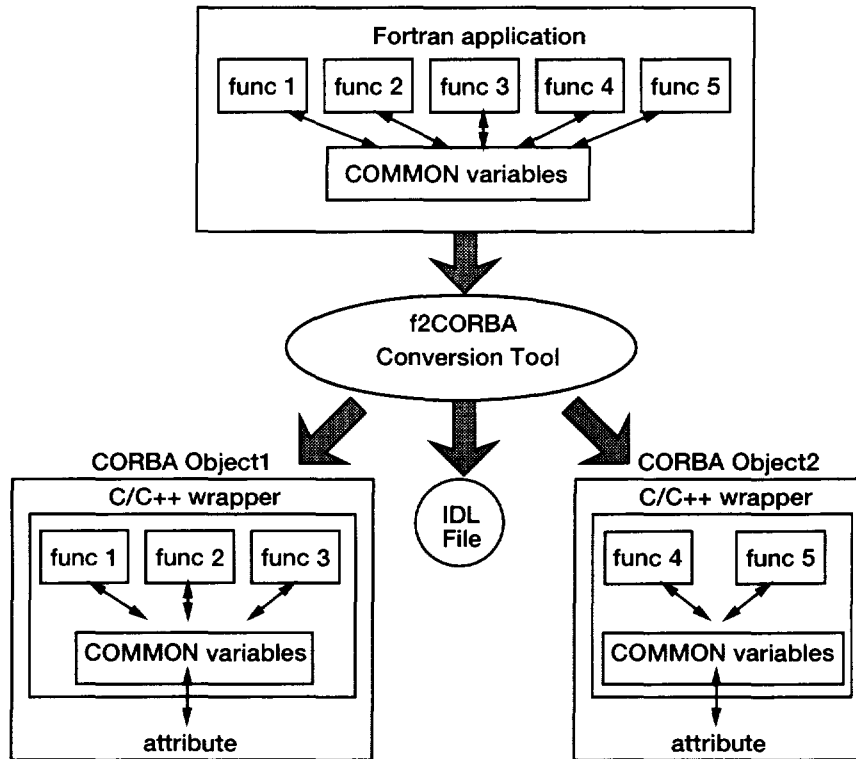 Fortran application
func 1 func 2 func 3 func 4 func 5
COMMON variables
f2CORBA
Conversion Tool
CORBA Object1
C/C++ wrapper
func 1 func 2 func 3
COMMON variables
attribute
IDL
File
CORBA Object2
C/C++ wrapper
func 4 func 5
COMMON variables
attribute